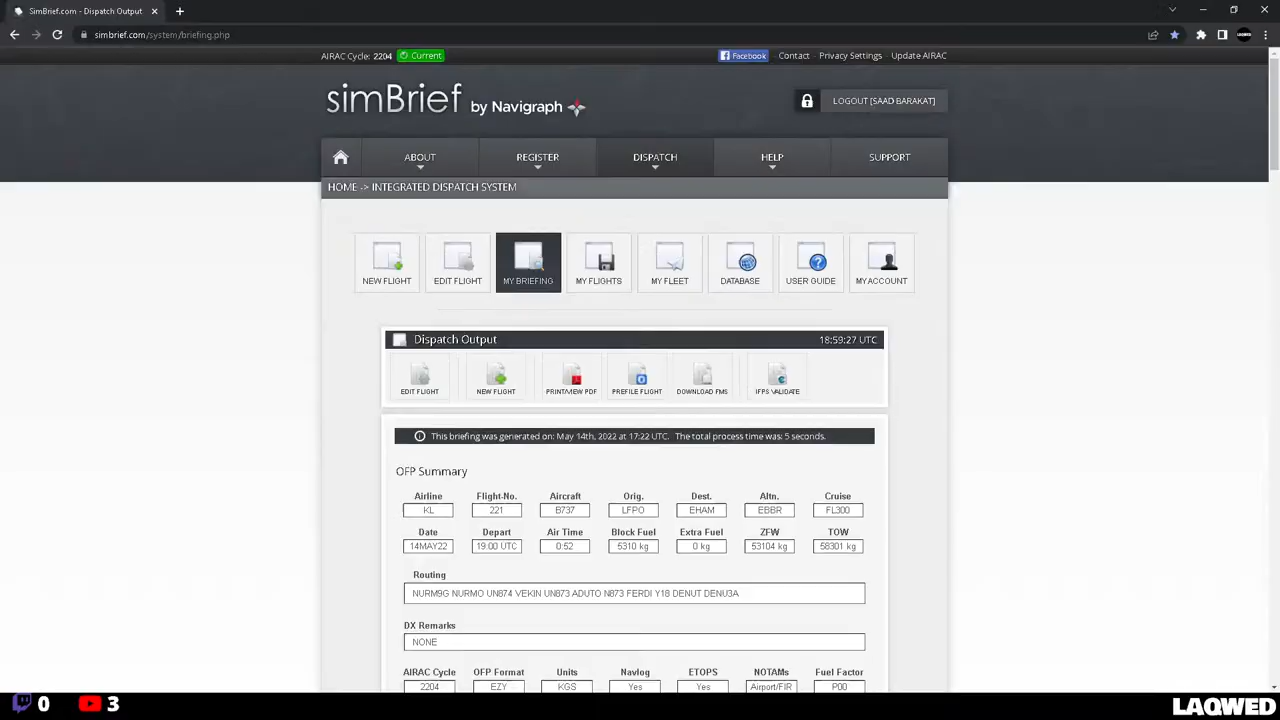 SimBrief.com - Dispatch Output
simbrief.com/system/briefing.php
AIRAC Cycle: 2204 Current
Facebook Contact Privacy Settings Update AIRAC
simBrief by Navigraph
LOGOUT [SAAD BARAKAT]
ABOUT REGISTER DISPATCH HELP SUPPORT
HOME -> INTEGRATED DISPATCH SYSTEM
NEW FLIGHT EDIT FLIGHT MY BRIEFING MY FLIGHTS MY FLEET DATABASE USER GUIDE MY ACCOUNT
Dispatch Output 18:59:27 UTC
EDIT FLIGHT NEW FLIGHT PRINT/VIEW PDF PREFILE FLIGHT DOWNLOAD FMS IFPS VALIDATE
This briefing was generated on: May 14th, 2022 at 17:22 UTC. The total process time was: 5 seconds.
OFP Summary
Airline Flight-No. Aircraft Orig. Dest. Altn. Cruise
KL 221 B737 LFPO EHAM EBBR FL300
Date Depart Air Time Block Fuel Extra Fuel ZFW TOW
14MAY22 19:00 UTC 0:52 5310 kg 0 kg 53104 kg 58301 kg
Routing
NURM9G NURMO UN874 VEKIN UN873 ADUTO N873 FERDI Y18 DENUT DENU3A
DX Remarks
NONE
AIRAC Cycle OFP Format Units Navlog ETOPS NOTAMs Fuel Factor
2204 EZY KGS Yes Yes Airport/FIR P00
0 3
LAQWED